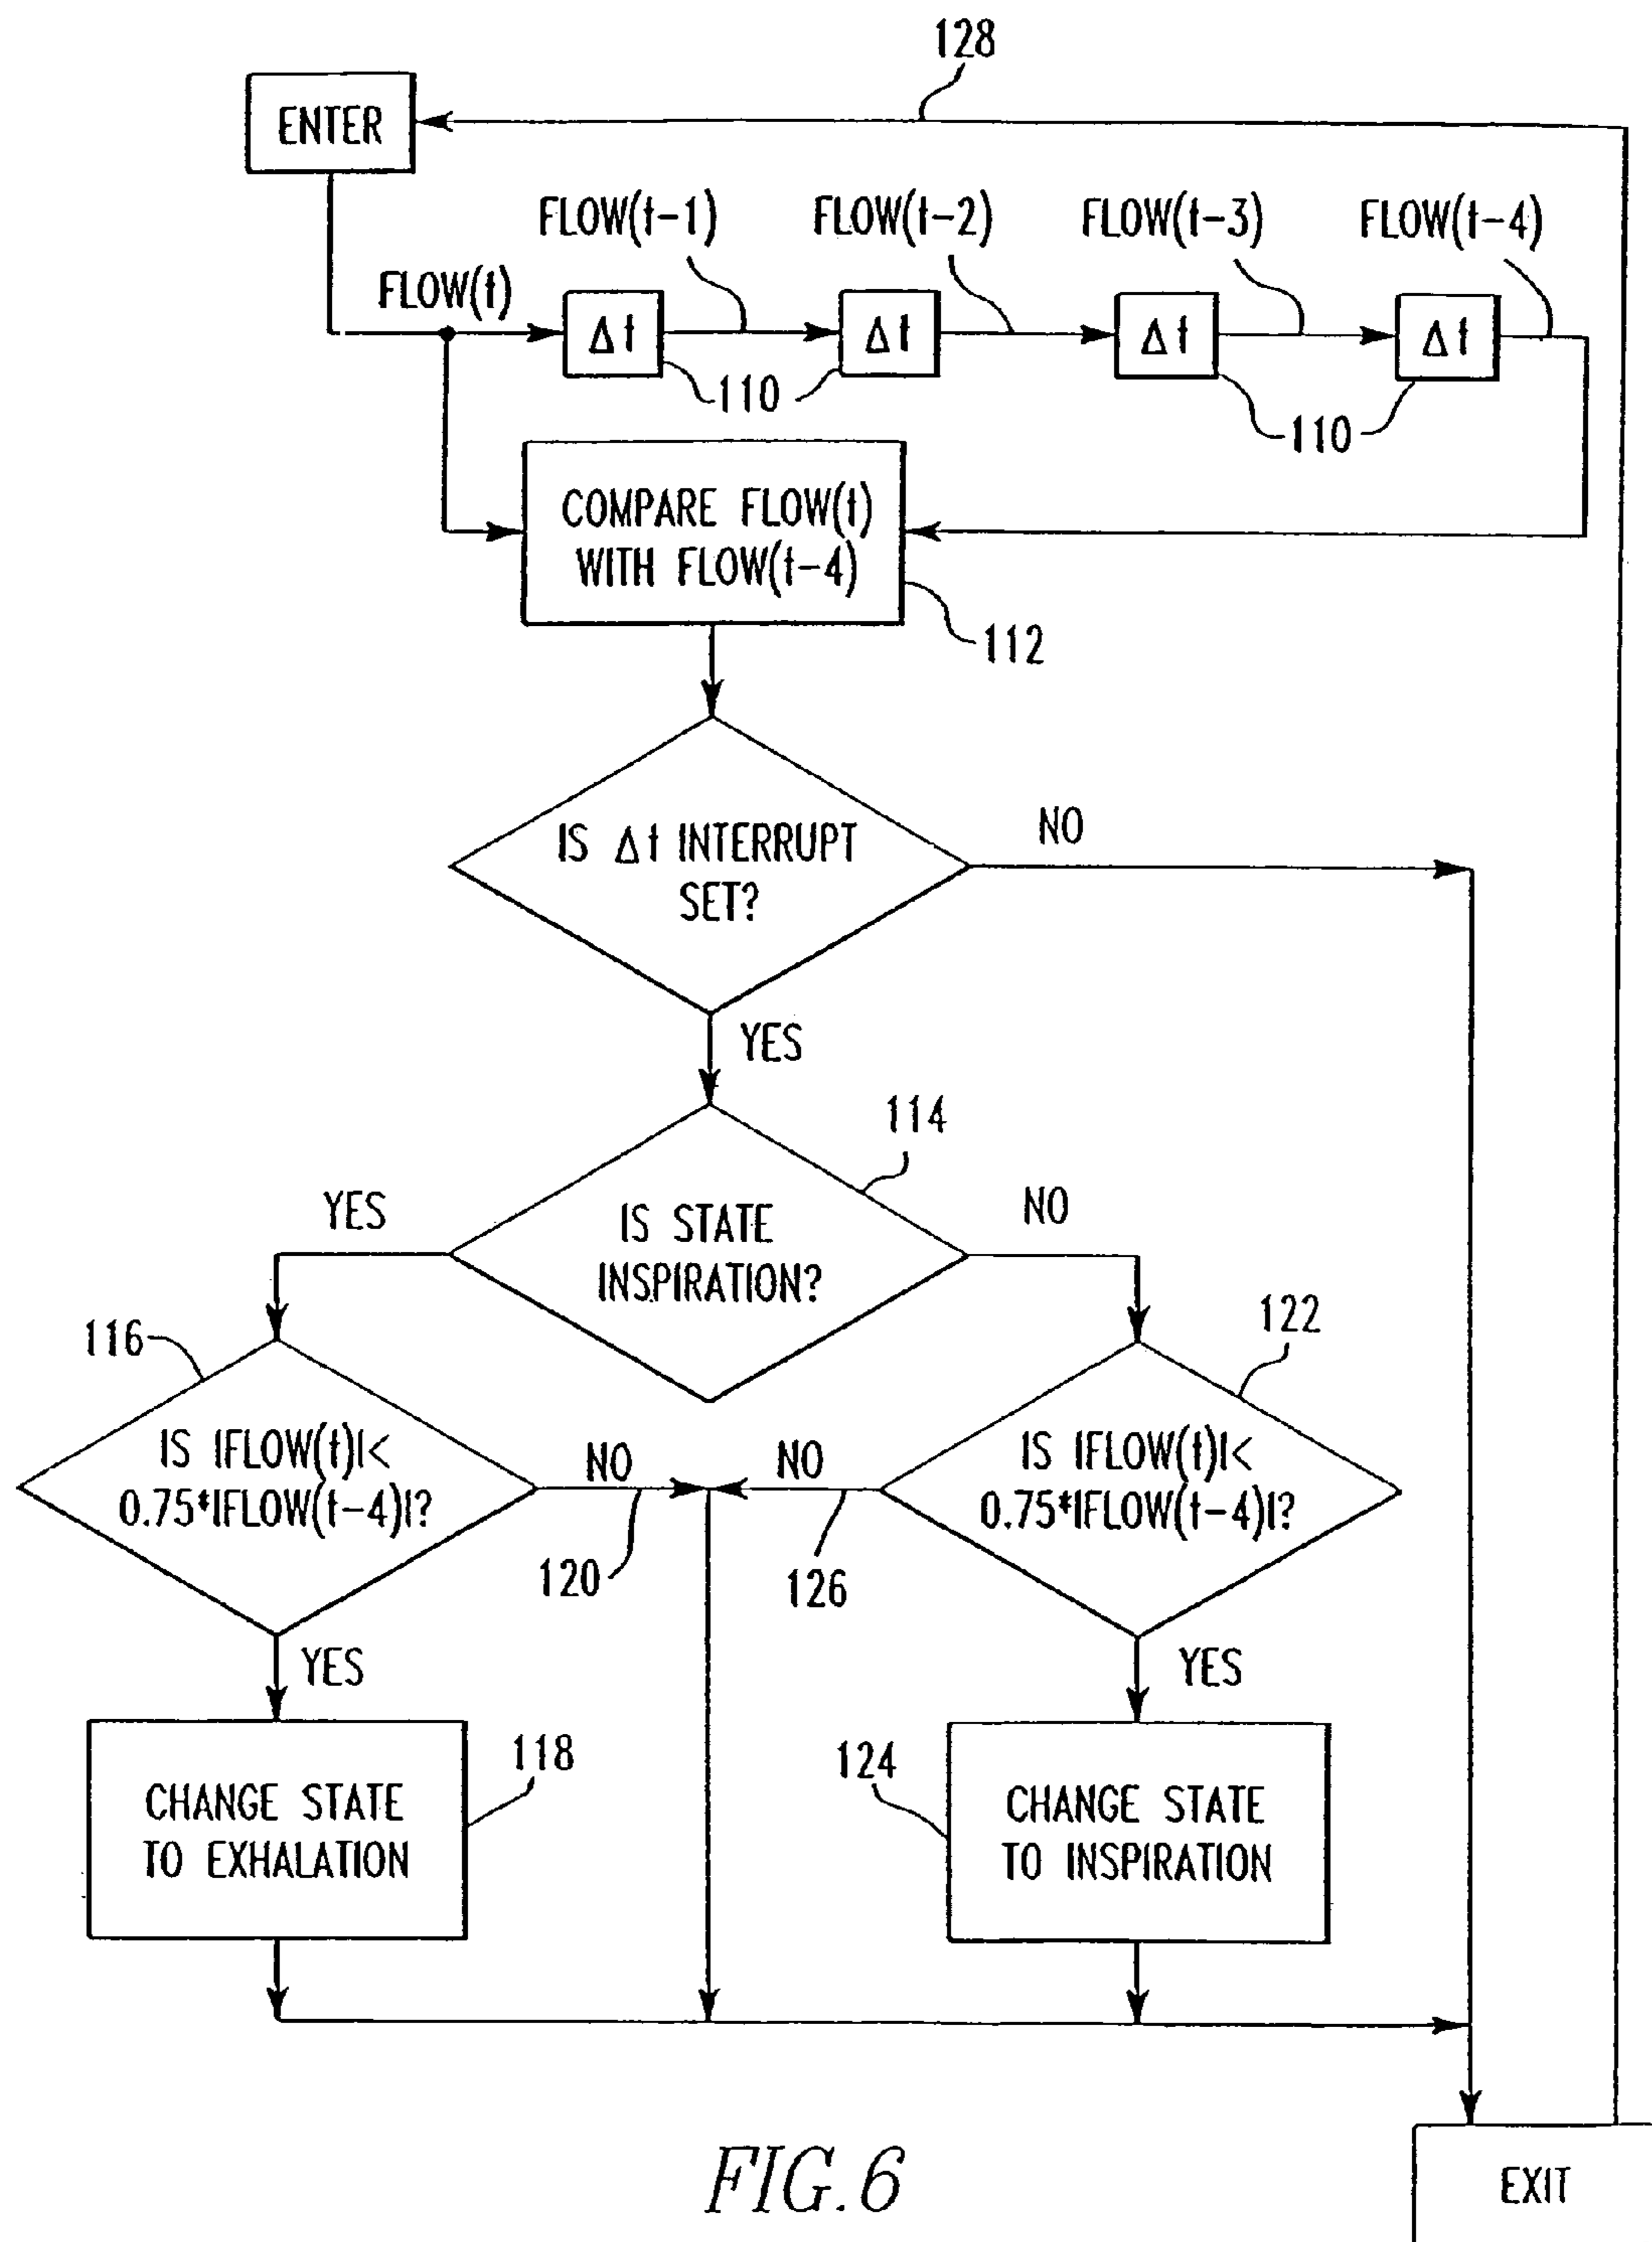 128
ENTER
FLOW(t-1)
FLOW(t-2)
FLOW(t-3)
FLOW(t-4)
FLOW(t)
Δt
Δt
Δt
Δt
110
110
COMPARE FLOW(t)
WITH FLOW(t-4)
112
IS Δt INTERRUPT
SET?
NO
YES
114
IS STATE
INSPIRATION?
YES
NO
116
122
IS |FLOW(t)|<
0.75*|FLOW(t-4)|?
NO
NO
IS |FLOW(t)|<
0.75*|FLOW(t-4)|?
120
126
YES
YES
118
124
CHANGE STATE
TO EXHALATION
CHANGE STATE
TO INSPIRATION
FIG.6
EXIT